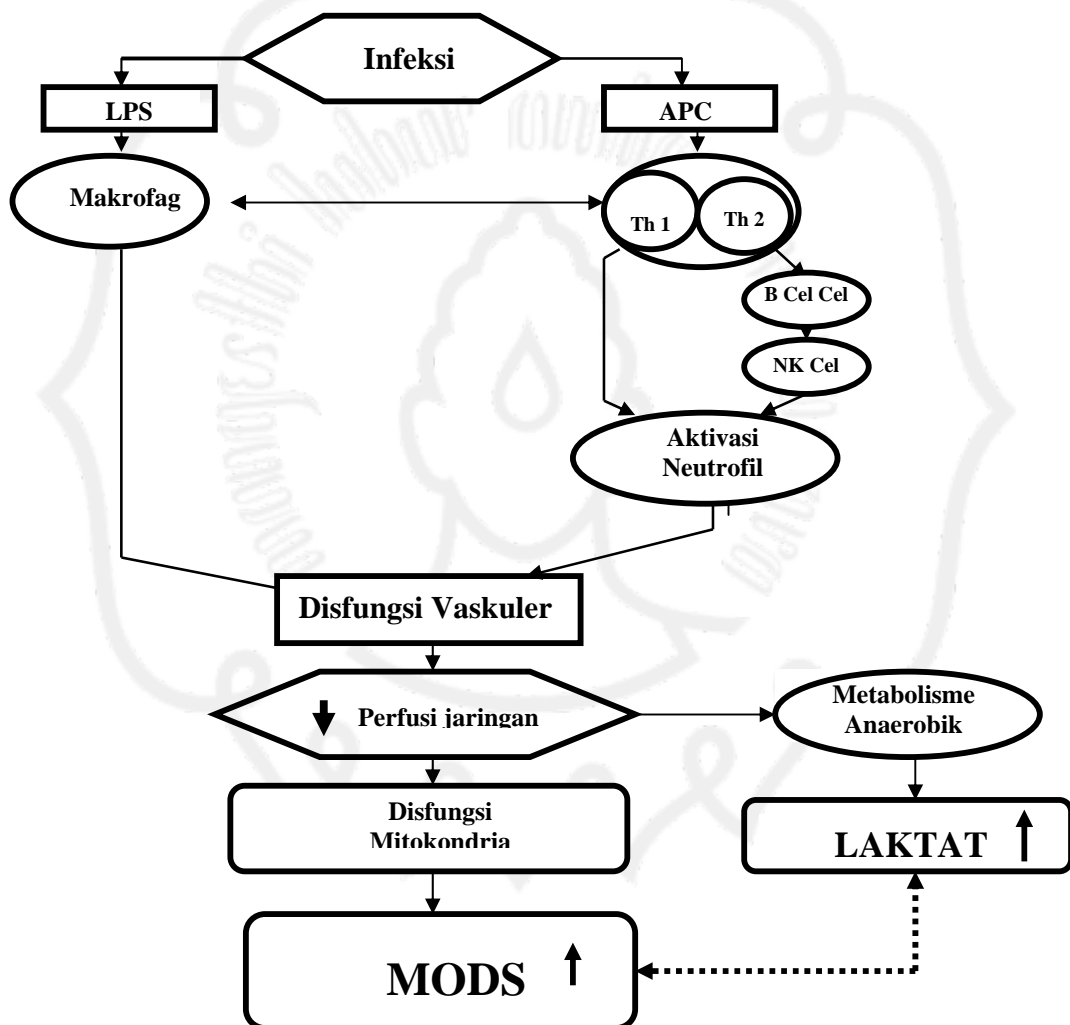 Infeksi
LPS
APC
Makrofag
Th 1
Th 2
B Cel Cel
NK Cel
Aktivasi
Neutrofil
Disfungsi Vaskuler
Perfusi jaringan
Metabolisme
Anaerobik
Disfungsi
Mitokondria
LAKTAT
MODS